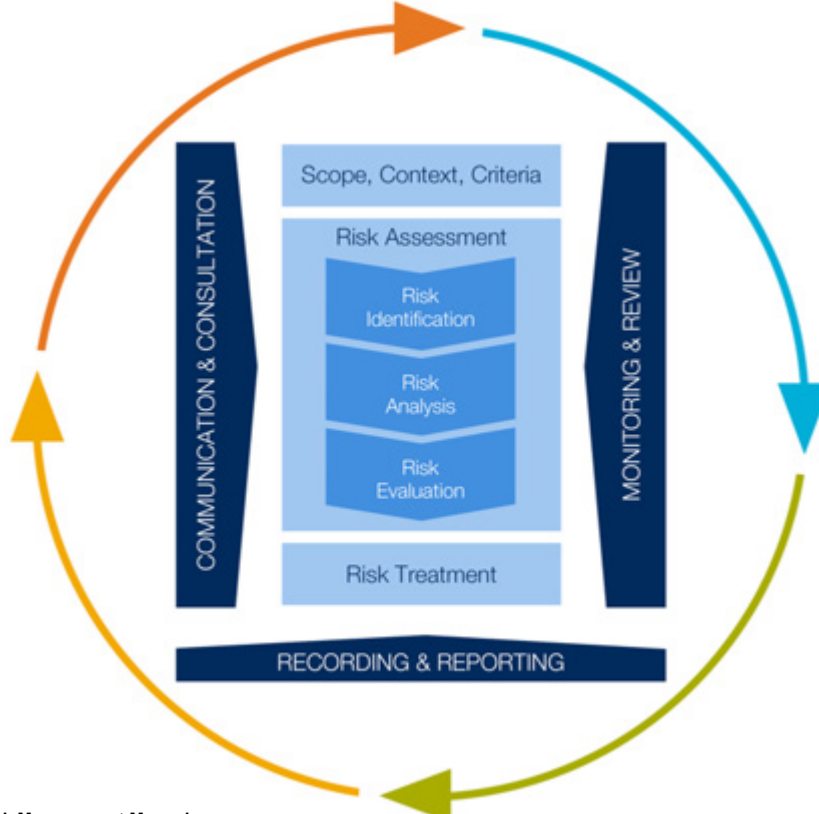 Scope, Context, Criteria
Risk Assessment
Risk
Identification
Risk
Analysis
Risk
Evaluation
Risk Treatment
COMMUNICATION & CONSULTATION
MONITORING & REVIEW
RECORDING & REPORTING